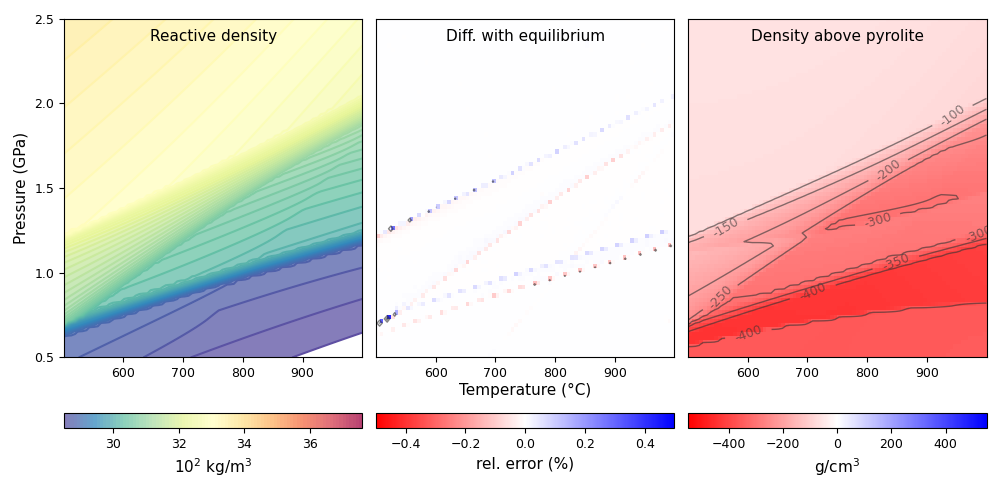 Reactive density
Diff. with equilibrium
Density above pyrolite
2.5
2.0
1.5
1.0
0.5
Pressure (GPa)
-100
-150
-200
-250
-300
-300
-350
-400
-400
600 700 800 900
600 700 800 900
600 700 800 900
Temperature (°C)
30 32 34 36
10² kg/m³
−0.4 −0.2 0.0 0.2 0.4
rel. error (%)
−400 −200 0 200 400
g/cm³